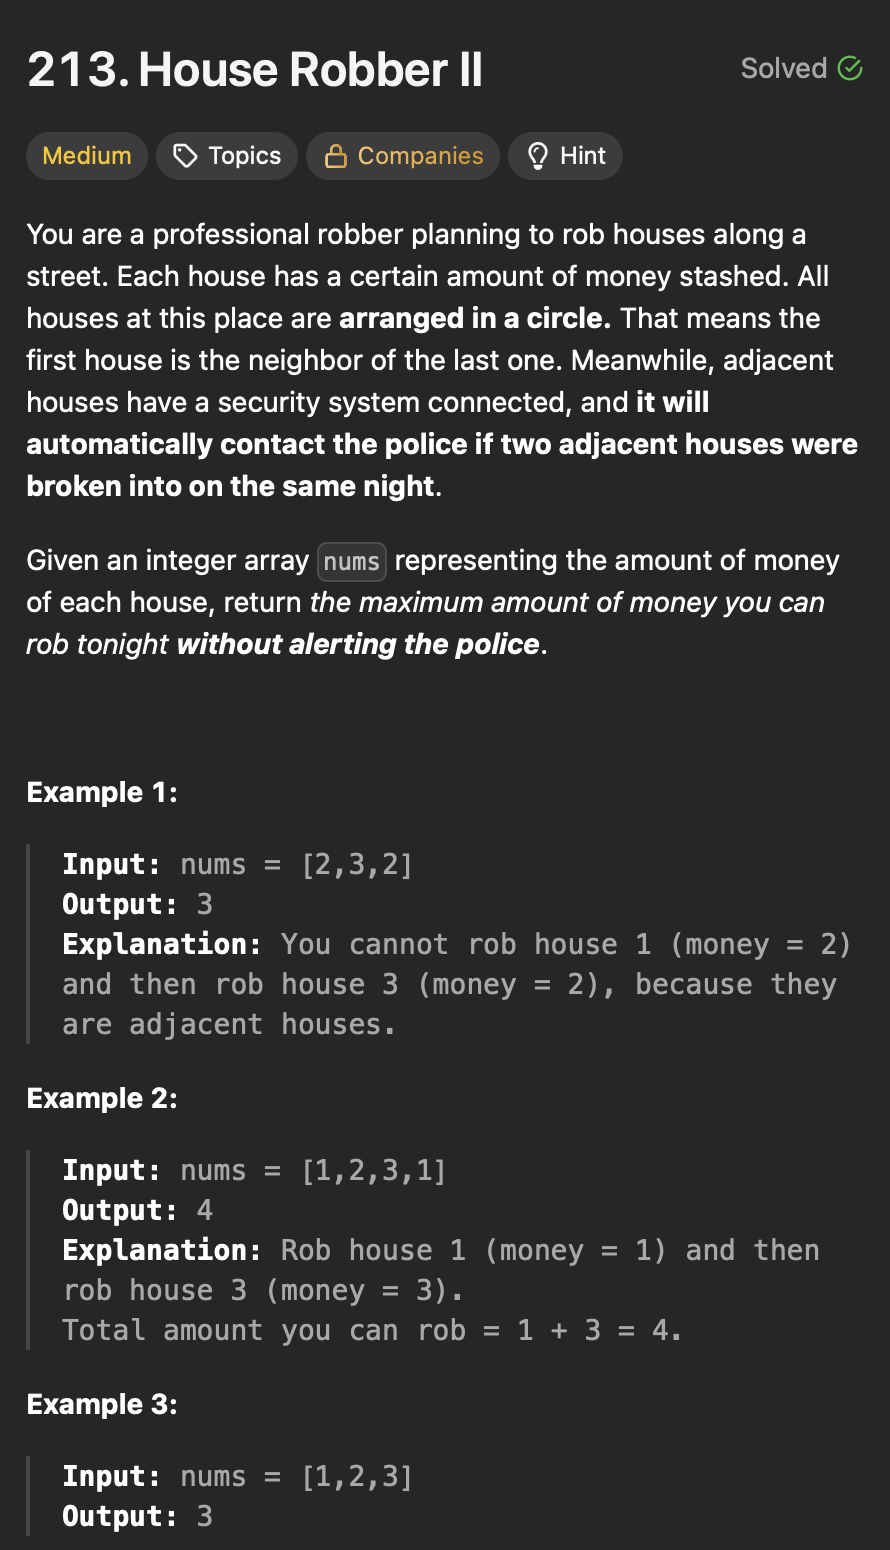 213. House Robber II
Solved
Medium
Topics
Companies
Hint
You are a professional robber planning to rob houses along a
street. Each house has a certain amount of money stashed. All
houses at this place are arranged in a circle. That means the
first house is the neighbor of the last one. Meanwhile, adjacent
houses have a security system connected, and it will
automatically contact the police if two adjacent houses were
broken into on the same night.
Given an integer array nums representing the amount of money
of each house, return the maximum amount of money you can
rob tonight without alerting the police.
Example 1:
Input: nums = [2,3,2]
Output: 3
Explanation: You cannot rob house 1 (money = 2)
and then rob house 3 (money = 2), because they
are adjacent houses.
Example 2:
Input: nums = [1,2,3,1]
Output: 4
Explanation: Rob house 1 (money = 1) and then
rob house 3 (money = 3).
Total amount you can rob = 1 + 3 = 4.
Example 3:
Input: nums = [1,2,3]
Output: 3